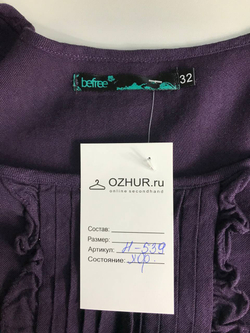 befree
32
OZHUR.ru
online secondhand
Состав:
Размер:
Артикул: Н-539
Состояние: хор.